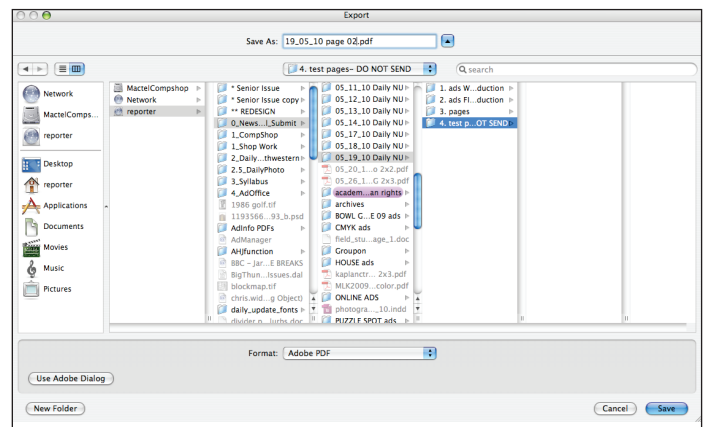 Export
Save As: 19_05_10 page 02.pdf
4. test pages- DO NOT SEND
search
Network
MactelComps...
reporter
Desktop
reporter
Applications
Documents
Movies
Music
Pictures
MactelCompshop
Network
reporter
* Senior Issue
* Senior Issue copy
** REDESIGN
0_News...l_Submit
1_CompShop
1_Shop Work
2_Daily...thwestern
2.5_DailyPhoto
3_Syllabus
4_AdOffice
1986 golf.tif
1193566...93_b.psd
AdInfo PDFs
AdManager
AHJfunction
BBC - Jar...E BREAKS
BigThun...Issues.dal
blockmap.tif
chris.wid...g Object)
daily_update_fonts
05_11_10 Daily NU
05_12_10 Daily NU
05_13_10 Daily NU
05_14_10 Daily NU
05_17_10 Daily NU
05_18_10 Daily NU
05_19_10 Daily NU
05_20_1...o 2x2.pdf
05_26_1...G 2x3.pdf
academ...an rights
archives
BOWL G...E 09 ads
CMYK ads
field_stu...age_1.doc
Groupon
HOUSE ads
kaplanctr... 2x3.pdf
MLK2009...color.pdf
ONLINE ADS
photogra..._10.indd
PUZZLE SPOT ads
1. ads W...duction
2. ads Fl...duction
3. pages
4. test p...OT SEND
Format: Adobe PDF
Use Adobe Dialog
New Folder
Cancel
Save